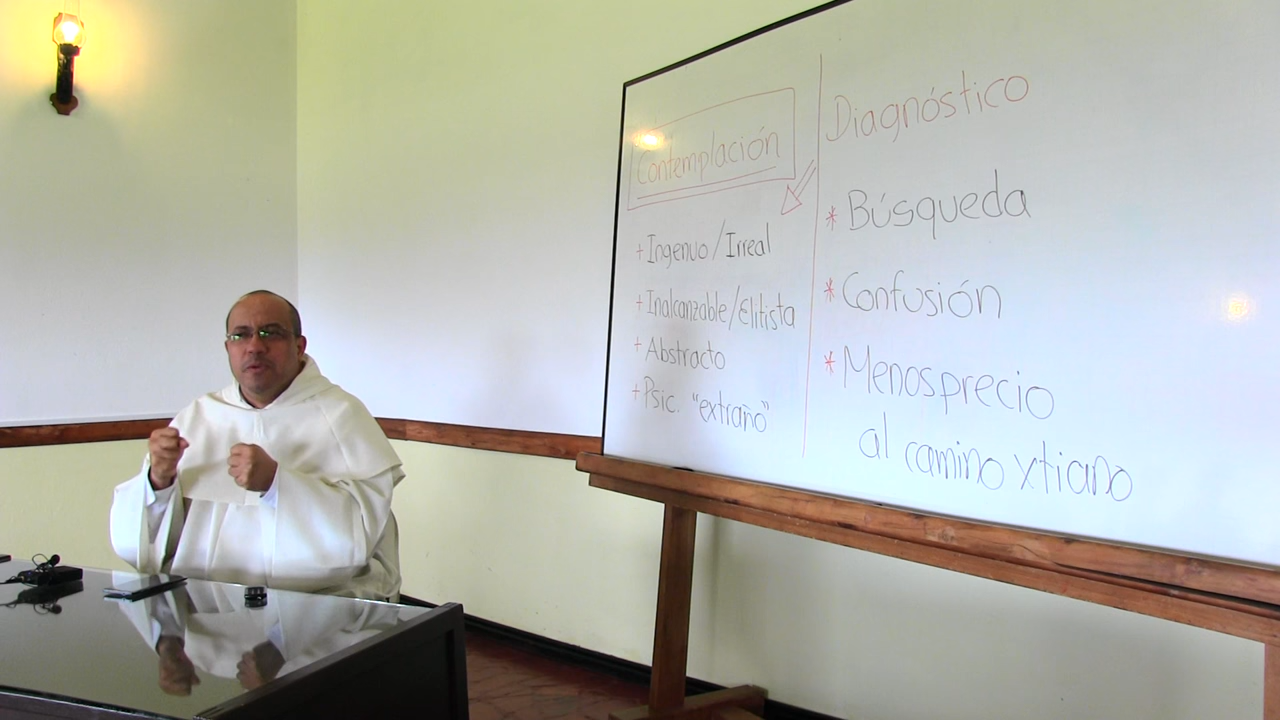 Contemplación
+ Ingenuo/Irreal
+ Inalcanzable/Elitista
+ Abstracto
+ Psic. "extraño"
Diagnóstico
* Búsqueda
* Confusión
* Menosprecio
al camino xtiano